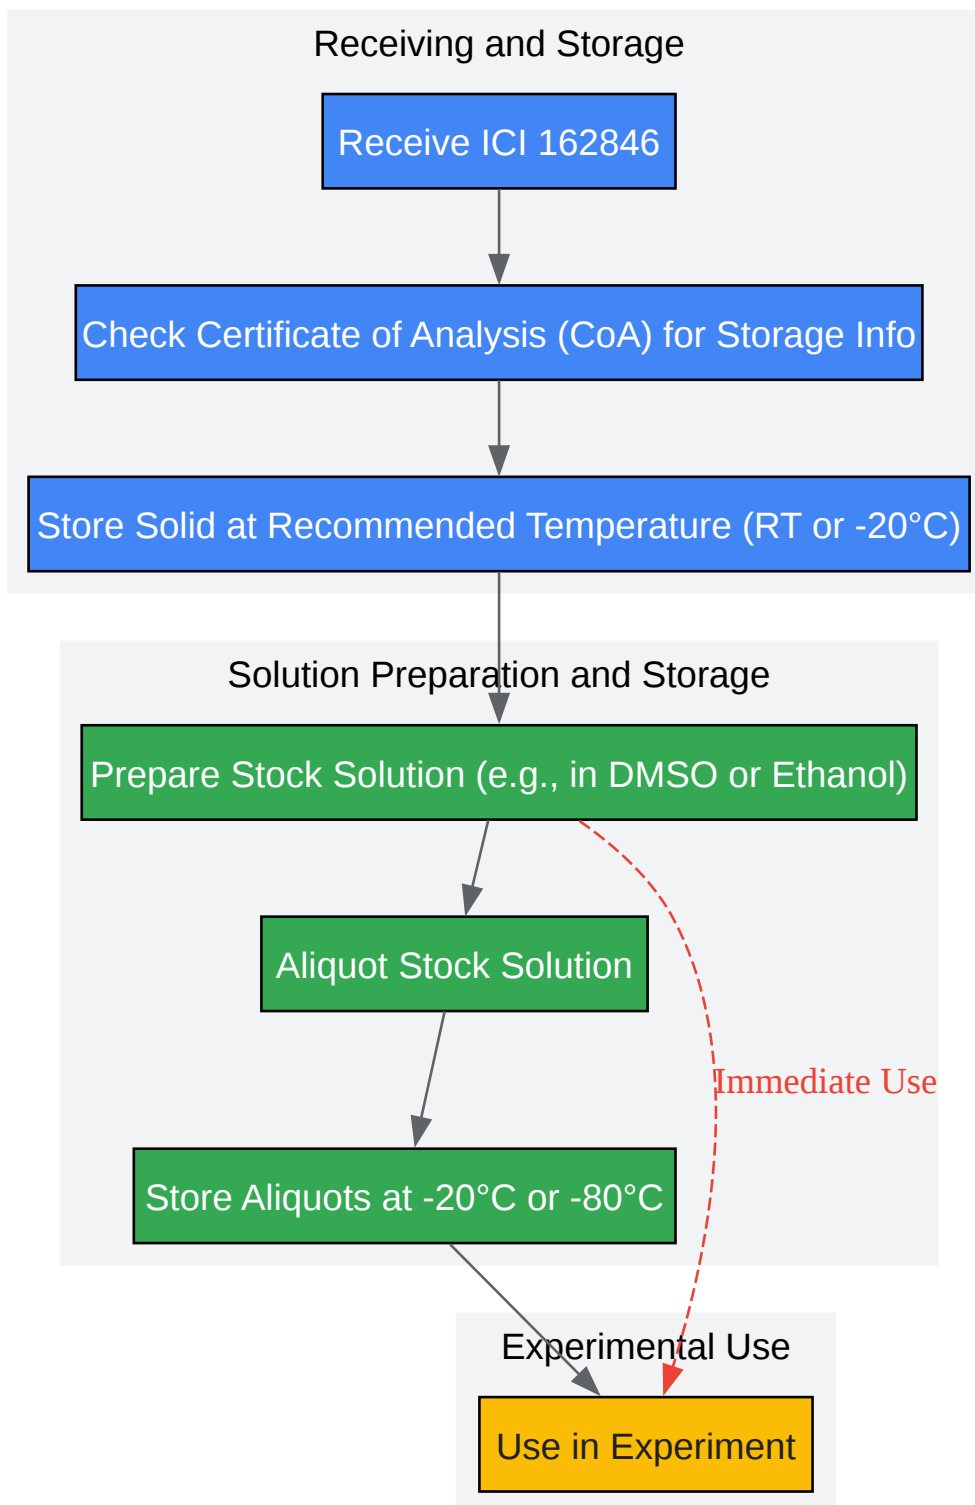 Receiving and Storage
Receive ICI 162846
Check Certificate of Analysis (CoA) for Storage Info
Store Solid at Recommended Temperature (RT or -20°C)
Solution Preparation and Storage
Prepare Stock Solution (e.g., in DMSO or Ethanol)
Aliquot Stock Solution
Immediate Use
Store Aliquots at -20°C or -80°C
Experimental Use
Use in Experiment